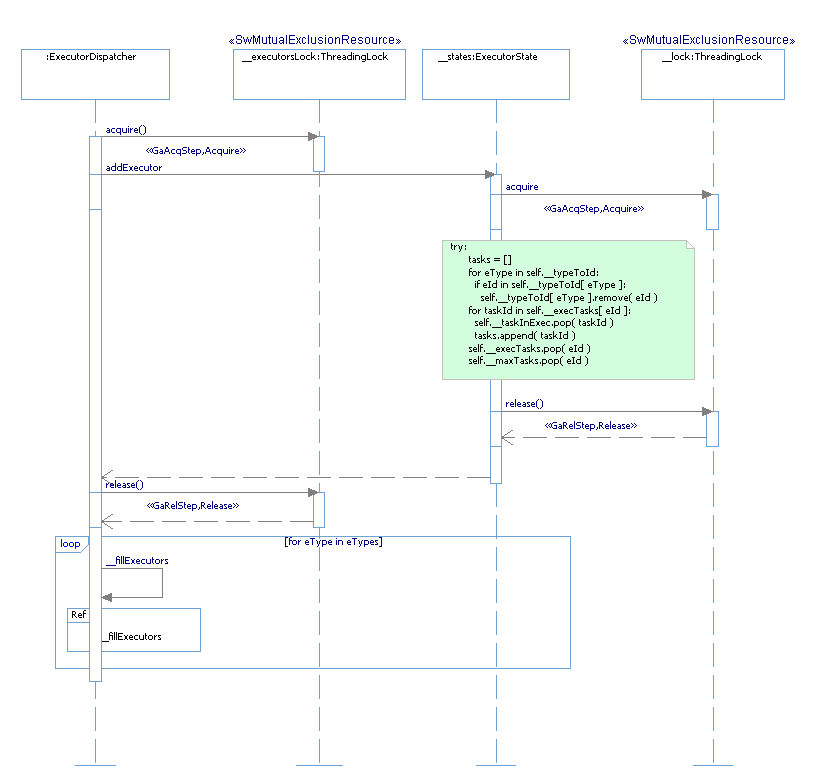 «SwMutualExclusionResource»
«SwMutualExclusionResource»
:ExecutorDispatcher
__executorsLock:ThreadingLock
__states:ExecutorState
__lock:ThreadingLock
acquire()
«GaAcqStep,Acquire»
addExecutor
acquire
«GaAcqStep,Acquire»
try:
tasks = []
for eType in self.__typeToId:
if eId in self.__typeToId[ eType ]:
self.__typeToId[ eType ].remove( eId )
for taskId in self.__execTasks[ eId ]:
self.__taskInExec.pop( taskId )
tasks.append( taskId )
self.__execTasks.pop( eId )
self.__maxTasks.pop( eId )
release()
«GaRelStep,Release»
release()
«GaRelStep,Release»
loop
[for eType in eTypes]
__fillExecutors
Ref
__fillExecutors